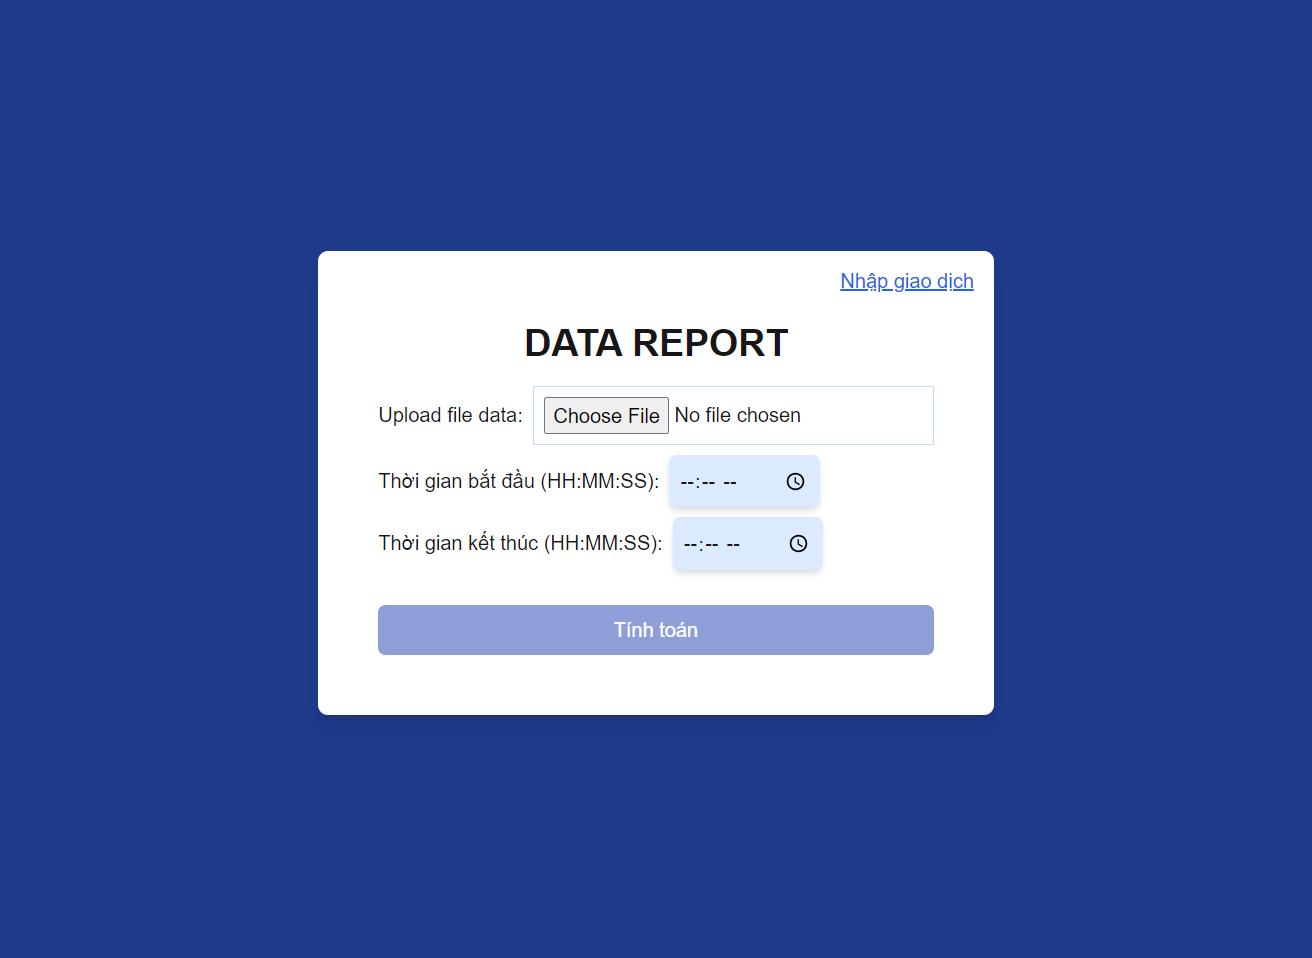 Nhập giao dịch
DATA REPORT
Upload file data: Choose File No file chosen
Thời gian bắt đầu (HH:MM:SS): --:-- --
Thời gian kết thúc (HH:MM:SS): --:-- --
Tính toán